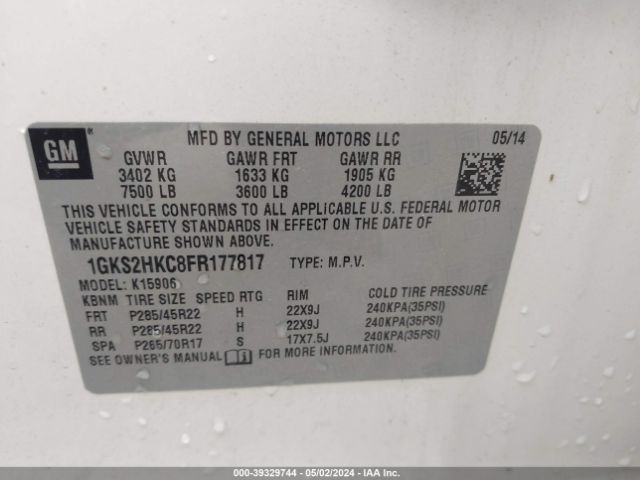 GM
MFD BY GENERAL MOTORS LLC 05/14
GVWR GAWR FRT GAWR RR
3402 KG 1633 KG 1905 KG
7500 LB 3600 LB 4200 LB
THIS VEHICLE CONFORMS TO ALL APPLICABLE U.S. FEDERAL MOTOR
VEHICLE SAFETY STANDARDS IN EFFECT ON THE DATE OF
MANUFACTURE SHOWN ABOVE.
1GKS2HKC8FR177817 TYPE: M.P.V.
MODEL: K15906
KBNM TIRE SIZE SPEED RTG RIM COLD TIRE PRESSURE
FRT P285/45R22 H 22X9J 240KPA(35PSI)
RR P285/45R22 H 22X9J 240KPA(35PSI)
SPA P265/70R17 S 17X7.5J 240KPA(35PSI)
SEE OWNER'S MANUAL FOR MORE INFORMATION.
000-39329744 - 05/02/2024 - IAA Inc.